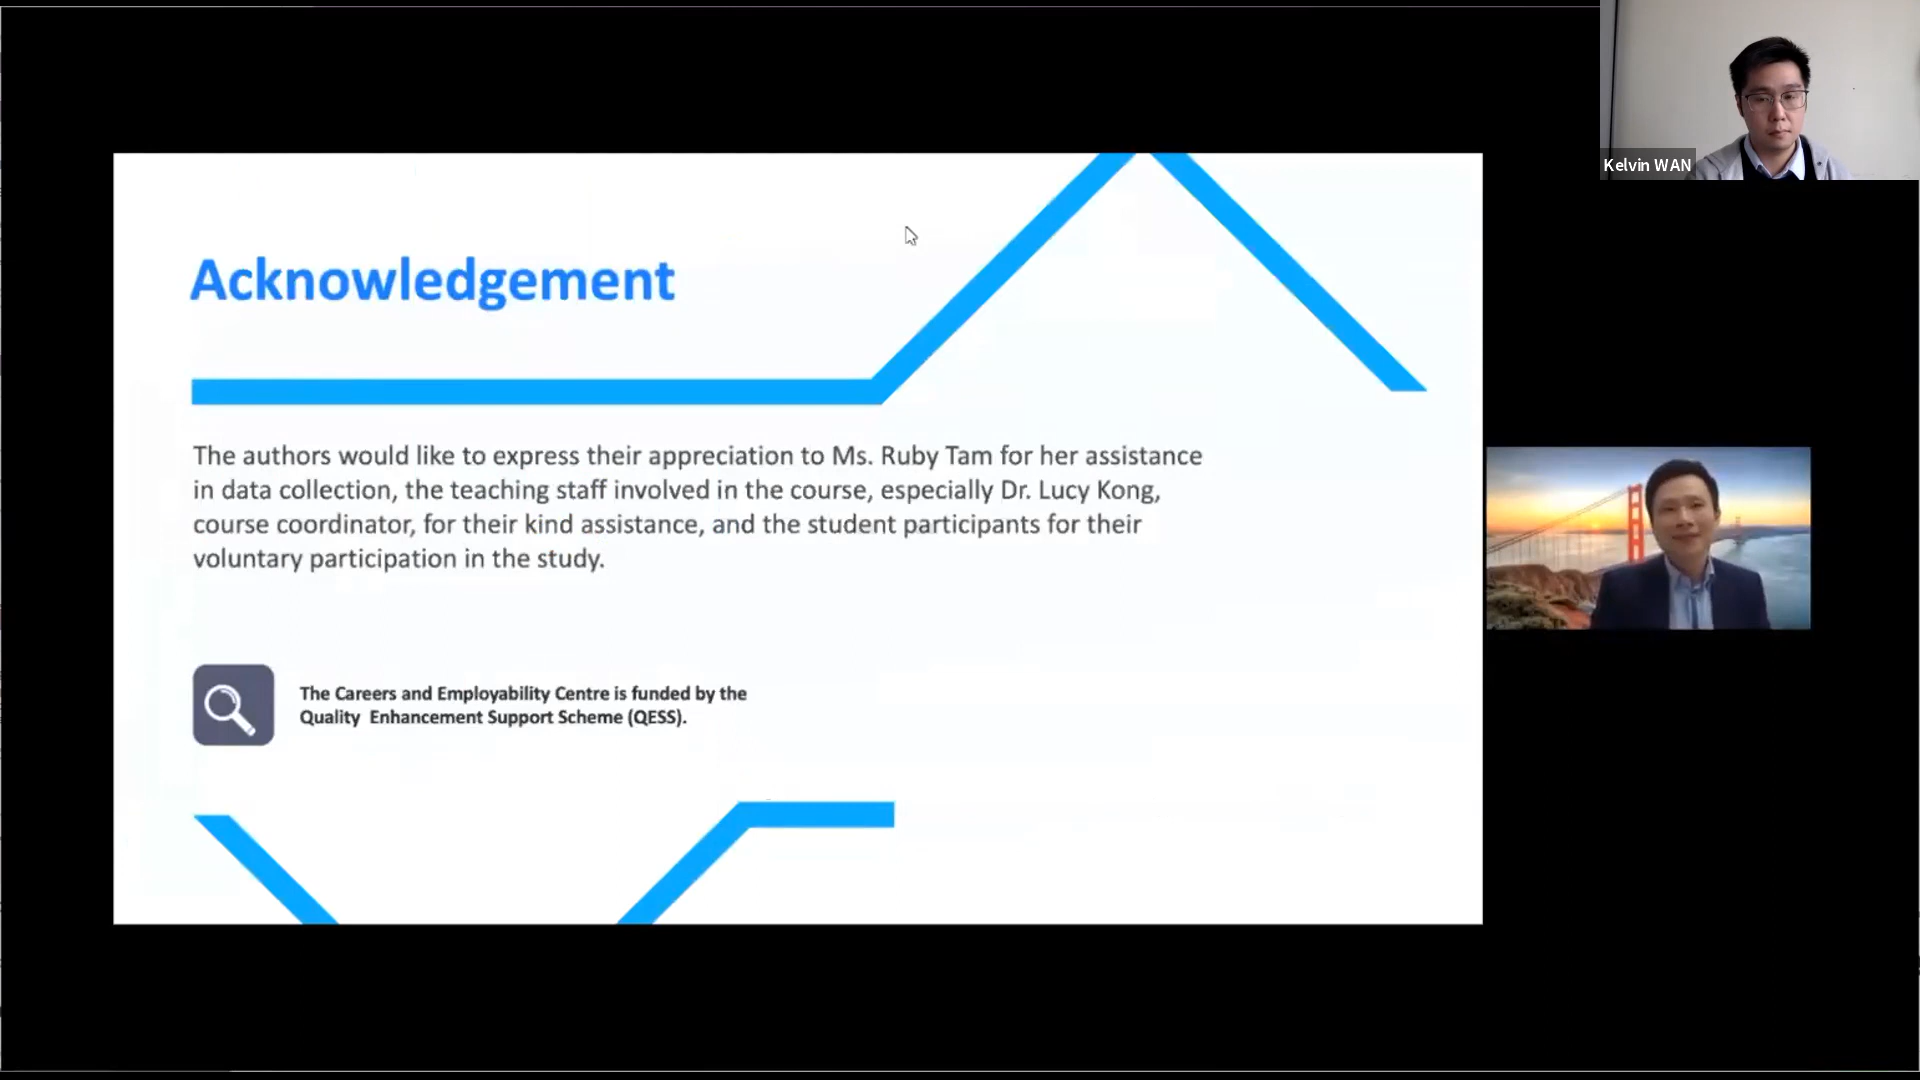 Kelvin WAN
Acknowledgement
The authors would like to express their appreciation to Ms. Ruby Tam for her assistance
in data collection, the teaching staff involved in the course, especially Dr. Lucy Kong,
course coordinator, for their kind assistance, and the student participants for their
voluntary participation in the study.
The Careers and Employability Centre is funded by the
Quality  Enhancement Support Scheme (QESS).